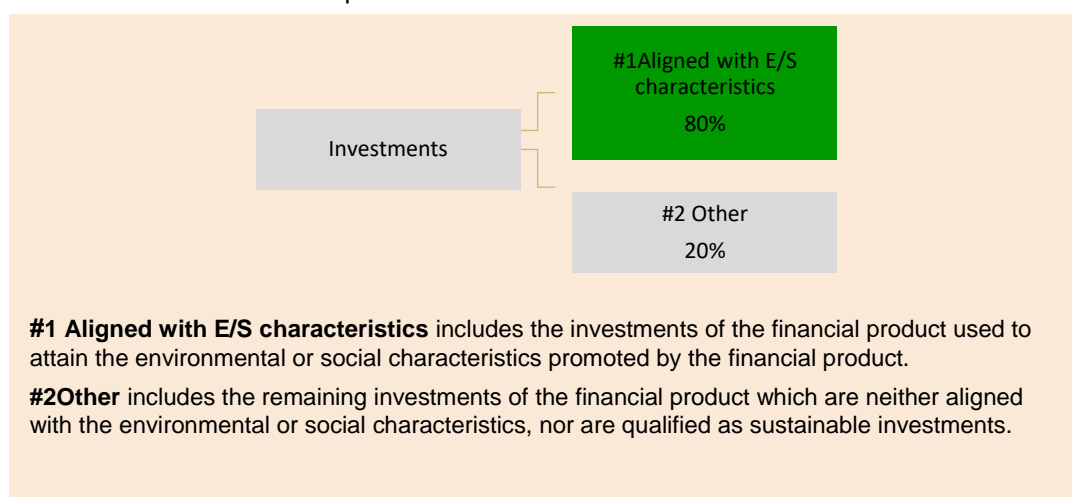 #1Aligned with E/S
characteristics
80%
Investments
#2 Other
20%
#1 Aligned with E/S characteristics includes the investments of the financial product used to
attain the environmental or social characteristics promoted by the financial product.
#2Other includes the remaining investments of the financial product which are neither aligned
with the environmental or social characteristics, nor are qualified as sustainable investments.